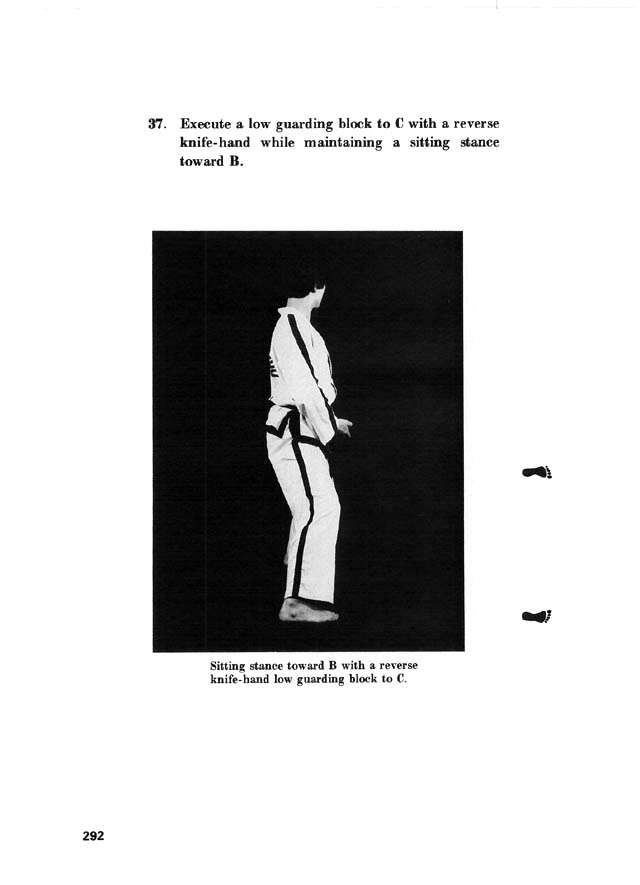 37. Execute a low guarding block to C with a reverse
knife-hand while maintaining a sitting stance
toward B.
Sitting stance toward B with a reverse
knife-hand low guarding block to C.
292